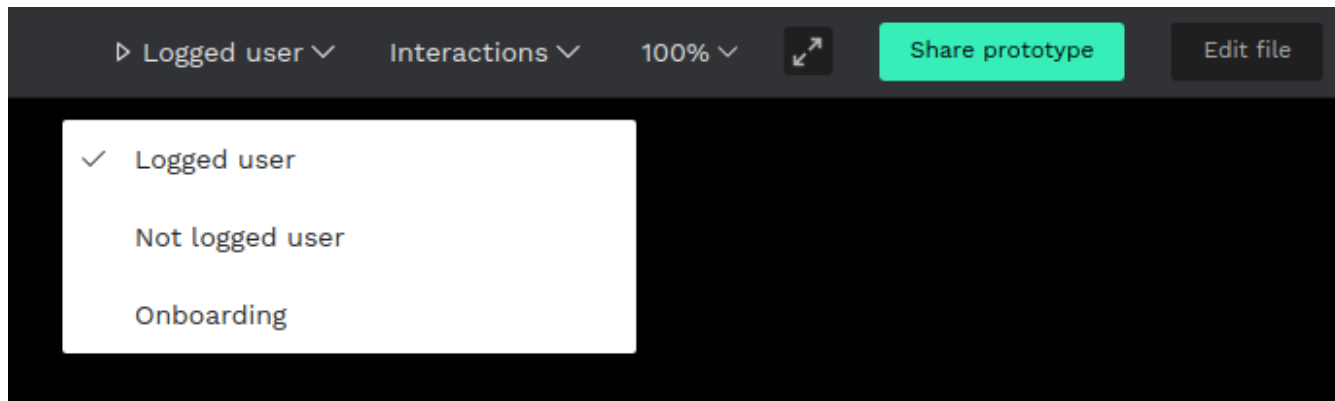 Logged user Interactions 100% Share prototype Edit file
Logged user
Not logged user
Onboarding